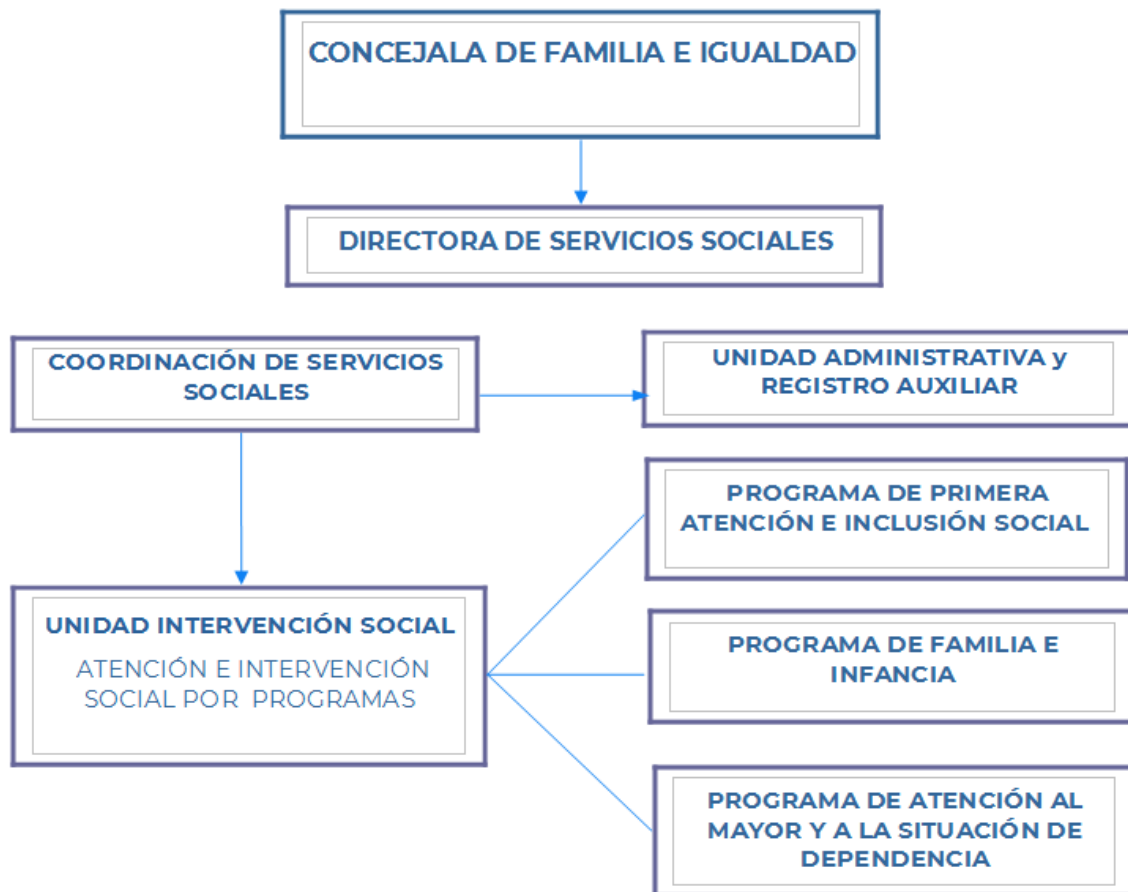 CONCEJALA DE FAMILIA E IGUALDAD
DIRECTORA DE SERVICIOS SOCIALES
COORDINACIÓN DE SERVICIOS
SOCIALES
UNIDAD ADMINISTRATIVA y
REGISTRO AUXILIAR
PROGRAMA DE PRIMERA
ATENCIÓN E INCLUSIÓN SOCIAL
UNIDAD INTERVENCIÓN SOCIAL
ATENCIÓN E INTERVENCIÓN
SOCIAL POR PROGRAMAS
PROGRAMA DE FAMILIA E
INFANCIA
PROGRAMA DE ATENCIÓN AL
MAYOR Y A LA SITUACIÓN DE
DEPENDENCIA